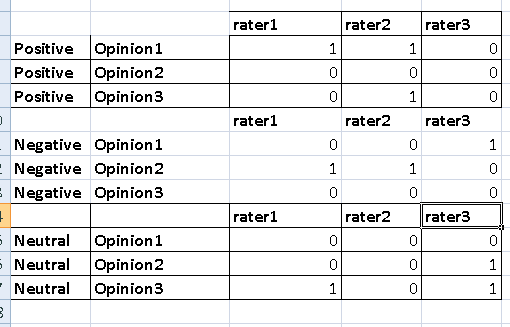 rater1 rater2 rater3
Positive Opinion1 1 1 0
Positive Opinion2 0 0 0
Positive Opinion3 0 1 0
rater1 rater2 rater3
Negative Opinion1 0 0 1
Negative Opinion2 1 1 0
Negative Opinion3 0 0 0
rater1 rater2 rater3
Neutral Opinion1 0 0 0
Neutral Opinion2 0 0 1
Neutral Opinion3 1 0 1